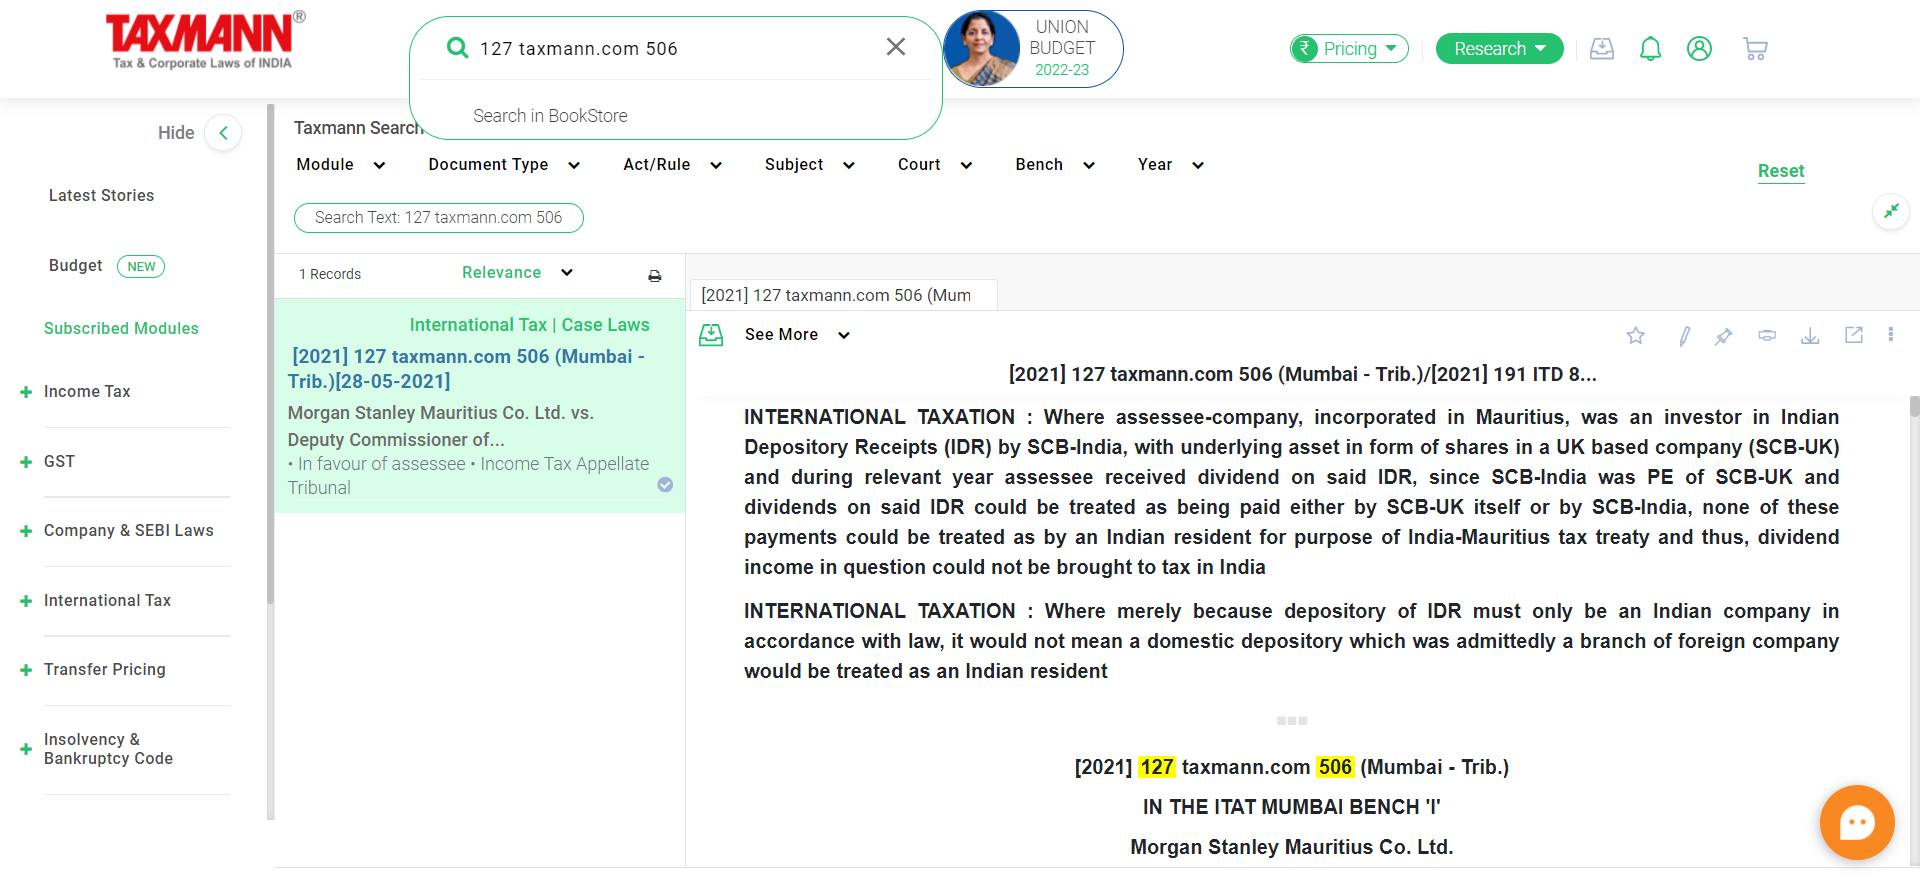 TAXMANN®
Tax & Corporate Laws of INDIA
127 taxmann.com 506
Search in BookStore
UNION
BUDGET
2022-23
₹ Pricing
Research
Hide
Latest Stories
Budget NEW
Subscribed Modules
Income Tax
GST
Company & SEBI Laws
International Tax
Transfer Pricing
Insolvency &
Bankruptcy Code
Taxmann Search
Module Document Type Act/Rule Subject Court Bench Year
Reset
Search Text: 127 taxmann.com 506
1 Records Relevance
International Tax | Case Laws
[2021] 127 taxmann.com 506 (Mumbai -
Trib.)[28-05-2021]
Morgan Stanley Mauritius Co. Ltd. vs.
Deputy Commissioner of...
• In favour of assessee • Income Tax Appellate
Tribunal
[2021] 127 taxmann.com 506 (Mum
See More
[2021] 127 taxmann.com 506 (Mumbai - Trib.)/[2021] 191 ITD 8...
INTERNATIONAL TAXATION : Where assessee-company, incorporated in Mauritius, was an investor in Indian
Depository Receipts (IDR) by SCB-India, with underlying asset in form of shares in a UK based company (SCB-UK)
and during relevant year assessee received dividend on said IDR, since SCB-India was PE of SCB-UK and
dividends on said IDR could be treated as being paid either by SCB-UK itself or by SCB-India, none of these
payments could be treated as by an Indian resident for purpose of India-Mauritius tax treaty and thus, dividend
income in question could not be brought to tax in India
INTERNATIONAL TAXATION : Where merely because depository of IDR must only be an Indian company in
accordance with law, it would not mean a domestic depository which was admittedly a branch of foreign company
would be treated as an Indian resident
[2021] 127 taxmann.com 506 (Mumbai - Trib.)
IN THE ITAT MUMBAI BENCH 'I'
Morgan Stanley Mauritius Co. Ltd.